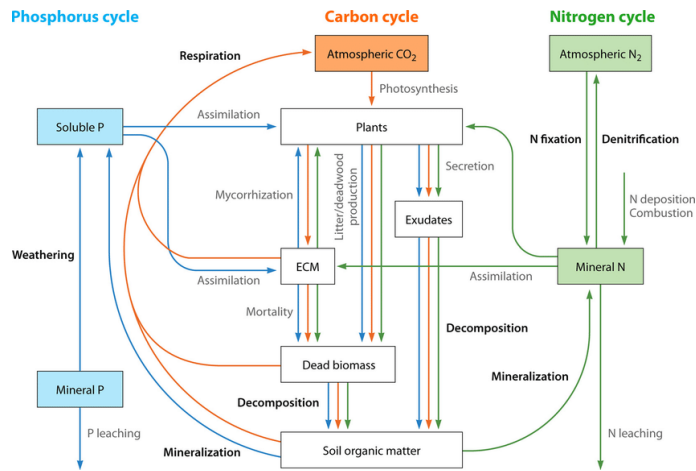 Phosphorus cycle
Carbon cycle
Nitrogen cycle
Respiration
Atmospheric CO₂
Atmospheric N₂
Photosynthesis
Assimilation
Soluble P
Plants
N fixation
Denitrification
Secretion
Mycorrhization
Litter/deadwood
production
N deposition
Combustion
Exudates
Weathering
ECM
Mineral N
Assimilation
Assimilation
Mortality
Decomposition
Dead biomass
Mineralization
Mineral P
Decomposition
P leaching
Mineralization
Soil organic matter
N leaching